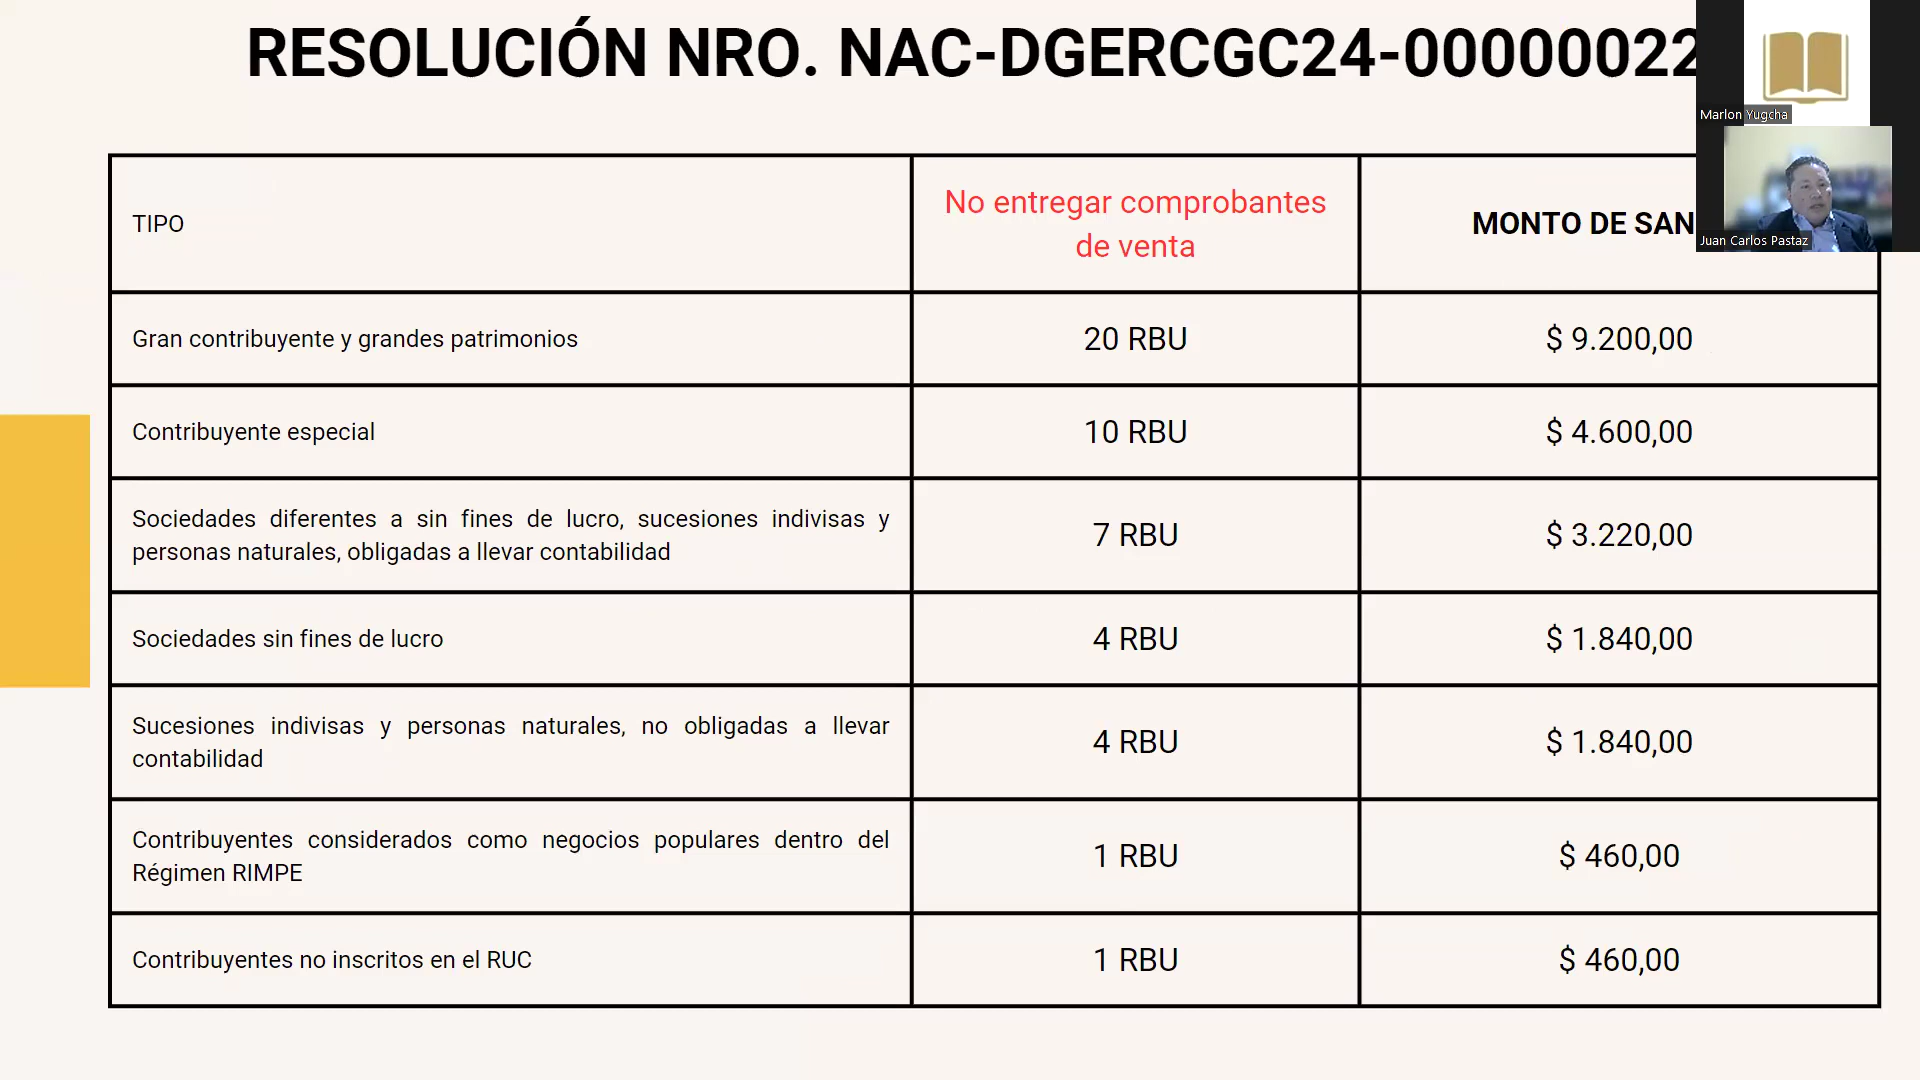 RESOLUCIÓN NRO. NAC-DGERCGC24-00000022
Marlon Yugcha
Juan Carlos Pastaz
TIPO
No entregar comprobantes
de venta
MONTO DE SAN
Gran contribuyente y grandes patrimonios
20 RBU
$ 9.200,00
Contribuyente especial
10 RBU
$ 4.600,00
Sociedades diferentes a sin fines de lucro, sucesiones indivisas y
personas naturales, obligadas a llevar contabilidad
7 RBU
$ 3.220,00
Sociedades sin fines de lucro
4 RBU
$ 1.840,00
Sucesiones indivisas y personas naturales, no obligadas a llevar
contabilidad
4 RBU
$ 1.840,00
Contribuyentes considerados como negocios populares dentro del
Régimen RIMPE
1 RBU
$ 460,00
Contribuyentes no inscritos en el RUC
1 RBU
$ 460,00